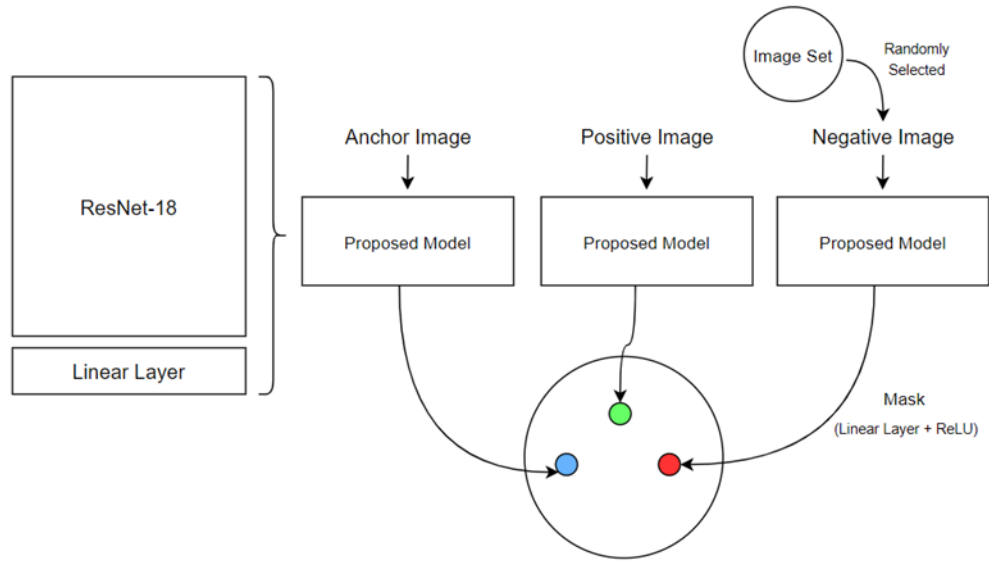 Image Set
Randomly
Selected
ResNet-18
Linear Layer
Anchor Image
Positive Image
Negative Image
Proposed Model
Proposed Model
Proposed Model
Mask
(Linear Layer + ReLU)